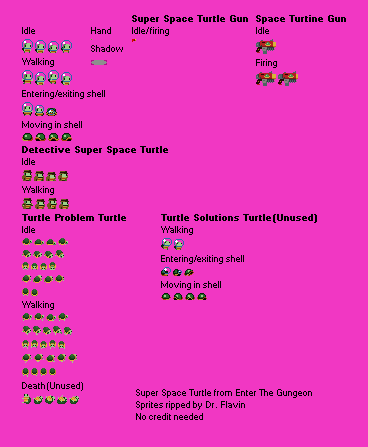 Super Space Turtle Gun
Space Turtine Gun
Idle
Hand
Idle/firing
Idle
Shadow
Walking
Firing
Entering/exiting shell
Moving in shell
Detective Super Space Turtle
Idle
Walking
Turtle Problem Turtle
Turtle Solutions Turtle(Unused)
Idle
Walking
Entering/exiting shell
Moving in shell
Walking
Death(Unused)
Super Space Turtle from Enter The Gungeon
Sprites ripped by Dr. Flavin
No credit needed